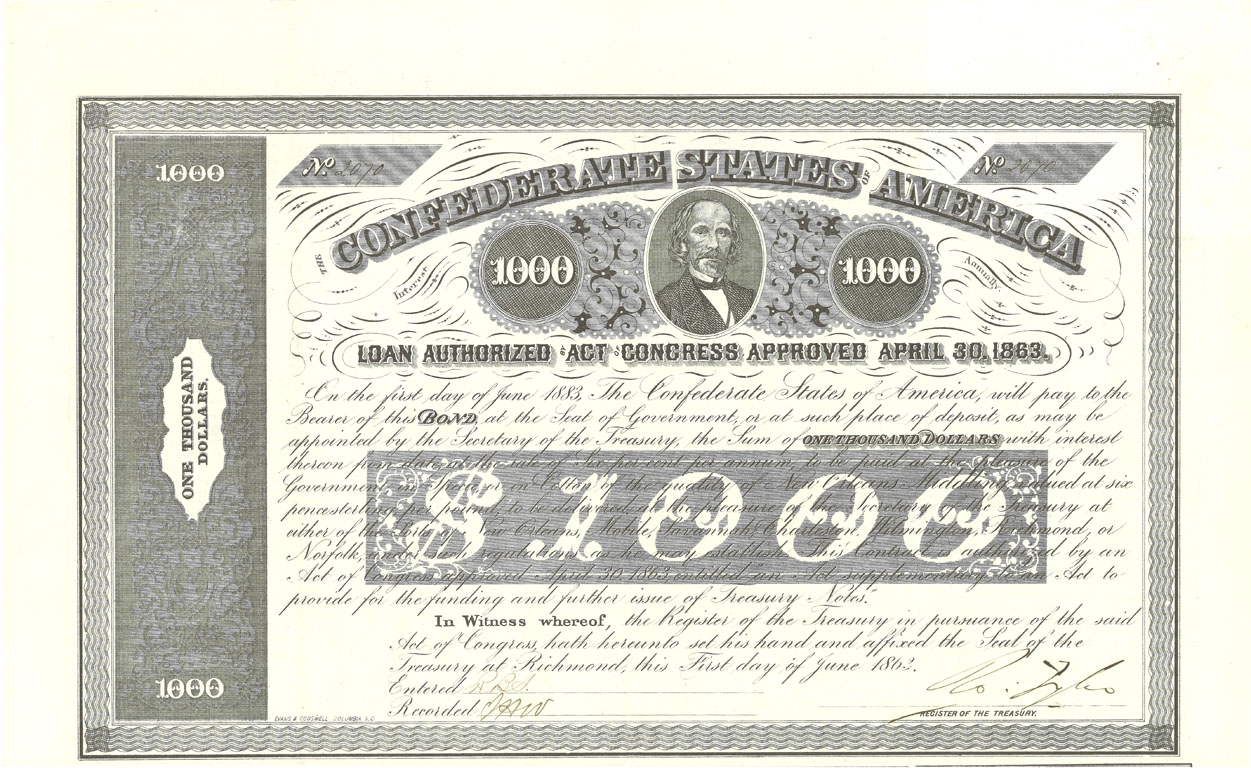 1000
No 2070
No 2070
THE CONFEDERATE STATES OF AMERICA
Interest
Annually.
1000
1000
LOAN AUTHORIZED ACT CONGRESS APPROVED APRIL 30, 1863.
ONE THOUSAND
DOLLARS.
On the first day of June 1883, The Confederate States of America, will pay to the
Bearer of this BOND, at the Seat of Government, or at such place of deposit, as may be
appointed by the Secretary of the Treasury, the Sum of ONE THOUSAND DOLLARS with interest
thereon from date, at the rate of Six per cent per annum, to be paid at the pleasure of the
Government in Specie or in Cotton of the quality of New Orleans Middling valued at six
pence sterling per pound to be delivered at the pleasure of the Secretary of the Treasury at
either of the Ports of New Orleans, Mobile, Savannah, Charleston, Wilmington, Richmond, or
Norfolk, under such regulations as he may establish. This Contract is authorized by an
Act of Congress approved April 30. 1863, entitled "an Act supplementary to an Act to
provide for the funding and further issue of Treasury Notes".
$1000
In Witness whereof, the Register of the Treasury in pursuance of the said
Act of Congress, hath hereunto set his hand and affixed the Seal of the
Treasury at Richmond, this First day of June 1863.
Entered
Recorded
Ro: Tyler
REGISTER OF THE TREASURY.
1000
EVANS & COGSWELL COLUMBIA S.C